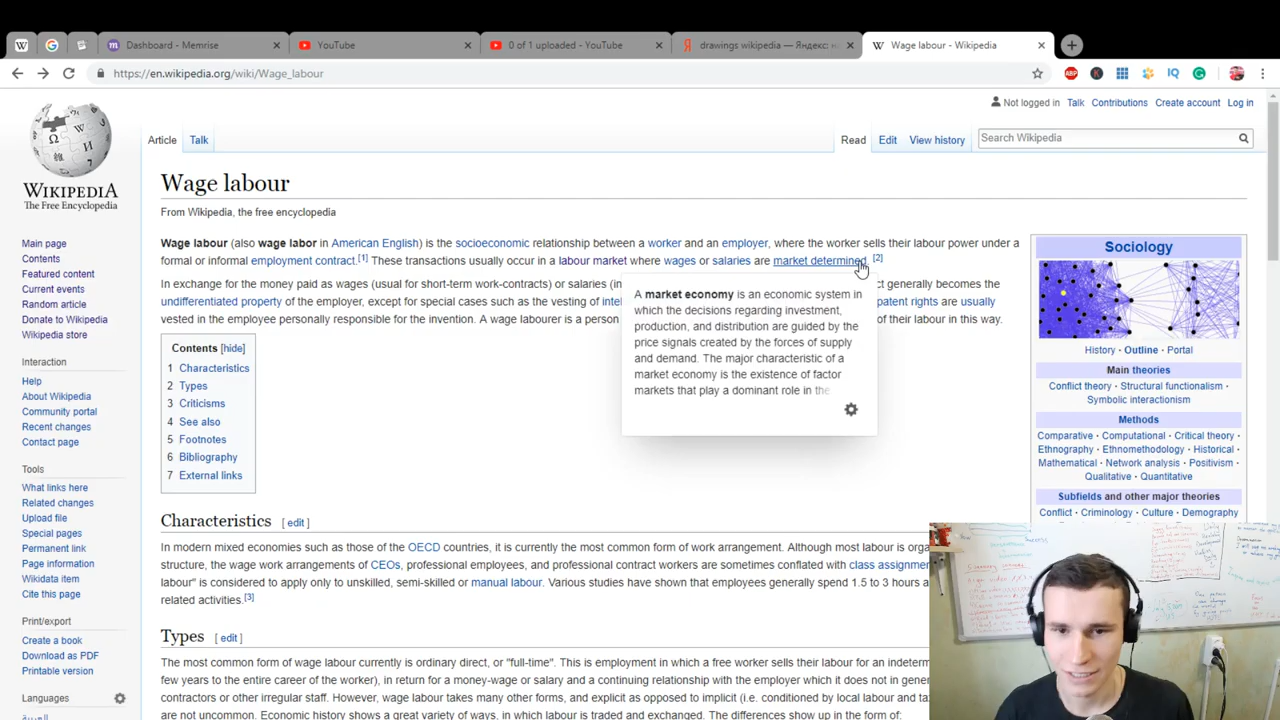 Dashboard - Memrise
YouTube
0 of 1 uploaded - YouTube
drawings wikipedia — Яндекс: н
Wage labour - Wikipedia
https://en.wikipedia.org/wiki/Wage_labour
ABP
IQ
Not logged in Talk Contributions Create account Log in
Article Talk
Read Edit View history
Search Wikipedia
WIKIPEDIA
The Free Encyclopedia
Main page
Contents
Featured content
Current events
Random article
Donate to Wikipedia
Wikipedia store
Interaction
Help
About Wikipedia
Community portal
Recent changes
Contact page
Tools
What links here
Related changes
Upload file
Special pages
Permanent link
Page information
Wikidata item
Cite this page
Print/export
Create a book
Download as PDF
Printable version
Languages
العربية
Wage labour
From Wikipedia, the free encyclopedia
Wage labour (also wage labor in American English) is the socioeconomic relationship between a worker and an employer, where the worker sells their labour power under a
formal or informal employment contract.[1] These transactions usually occur in a labour market where wages or salaries are market determined. [2]
In exchange for the money paid as wages (usual for short-term work-contracts) or salaries (in ct generally becomes the
undifferentiated property of the employer, except for special cases such as the vesting of intel patent rights are usually
vested in the employer personally responsible for the invention. A wage labourer is a person of their labour in this way.
A market economy is an economic system in
which the decisions regarding investment,
production, and distribution are guided by the
price signals created by the forces of supply
and demand. The major characteristic of a
market economy is the existence of factor
markets that play a dominant role in the
Contents [hide]
1 Characteristics
2 Types
3 Criticisms
4 See also
5 Footnotes
6 Bibliography
7 External links
Characteristics [ edit ]
In modern mixed economies such as those of the OECD countries, it is currently the most common form of work arrangement. Although most labour is orga
structure, the wage work arrangements of CEOs, professional employees, and professional contract workers are sometimes conflated with class assignm
labour" is considered to apply only to unskilled, semi-skilled or manual labour. Various studies have shown that employees generally spend 1.5 to 3 hours a
related activities.[3]
Types [ edit ]
The most common form of wage labour currently is ordinary direct, or "full-time". This is employment in which a free worker sells their labour for an indeterm
few years to the entire career of the worker), in return for a money-wage or salary and a continuing relationship with the employer which it does not in gener
contractors or other irregular staff. However, wage labour takes many other forms, and explicit as opposed to implicit (i.e. conditioned by local labour and ta
are not uncommon. Economic history shows a great variety of ways, in which labour is traded and exchanged. The differences show up in the form of:
Sociology
History · Outline · Portal
Main theories
Conflict theory · Structural functionalism ·
Symbolic interactionism
Methods
Comparative · Computational · Critical theory ·
Ethnography · Ethnomethodology · Historical ·
Mathematical · Network analysis · Positivism ·
Qualitative · Quantitative
Subfields and other major theories
Conflict · Criminology · Culture · Demography